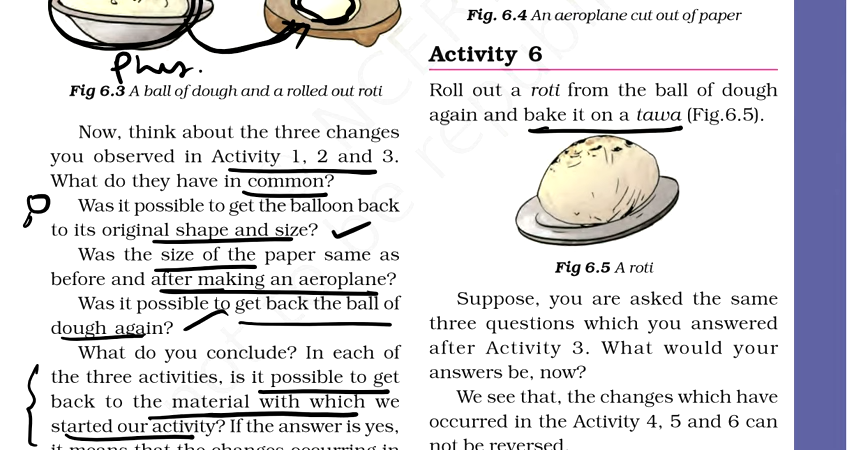 Phys.
Fig 6.3 A ball of dough and a rolled out roti
Now, think about the three changes
you observed in Activity 1, 2 and 3.
What do they have in common?
Was it possible to get the balloon back
to its original shape and size?
Was the size of the paper same as
before and after making an aeroplane?
Was it possible to get back the ball of
dough again?
What do you conclude? In each of
the three activities, is it possible to get
back to the material with which we
started our activity? If the answer is yes,
it means that the changes occurring in
Fig. 6.4 An aeroplane cut out of paper
Activity 6
Roll out a roti from the ball of dough
again and bake it on a tawa (Fig.6.5).
Fig 6.5 A roti
Suppose, you are asked the same
three questions which you answered
after Activity 3. What would your
answers be, now?
We see that, the changes which have
occurred in the Activity 4, 5 and 6 can
not be reversed.